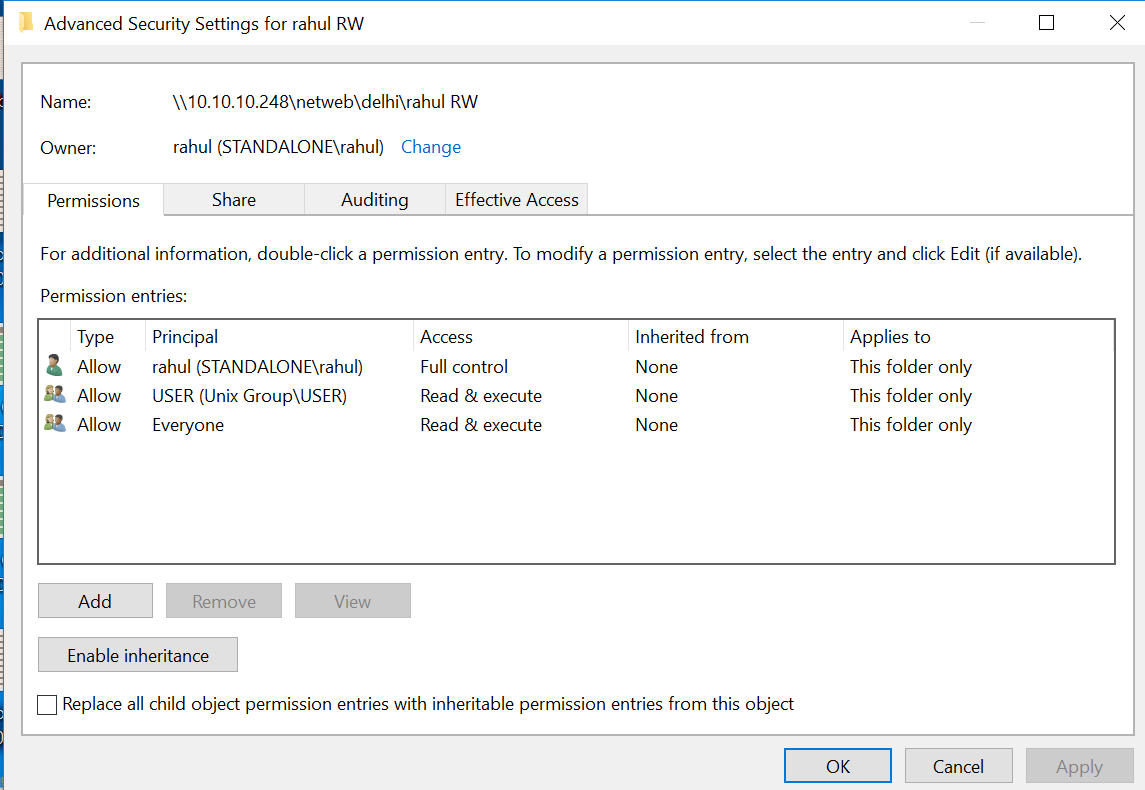 Advanced Security Settings for rahul RW
Name: \\10.10.10.248\netweb\delhi\rahul RW
Owner: rahul (STANDALONE\rahul) Change
Permissions Share Auditing Effective Access
For additional information, double-click a permission entry. To modify a permission entry, select the entry and click Edit (if available).
Permission entries:
Type Principal Access Inherited from Applies to
Allow rahul (STANDALONE\rahul) Full control None This folder only
Allow USER (Unix Group\USER) Read & execute None This folder only
Allow Everyone Read & execute None This folder only
Add Remove View
Enable inheritance
Replace all child object permission entries with inheritable permission entries from this object
OK Cancel Apply